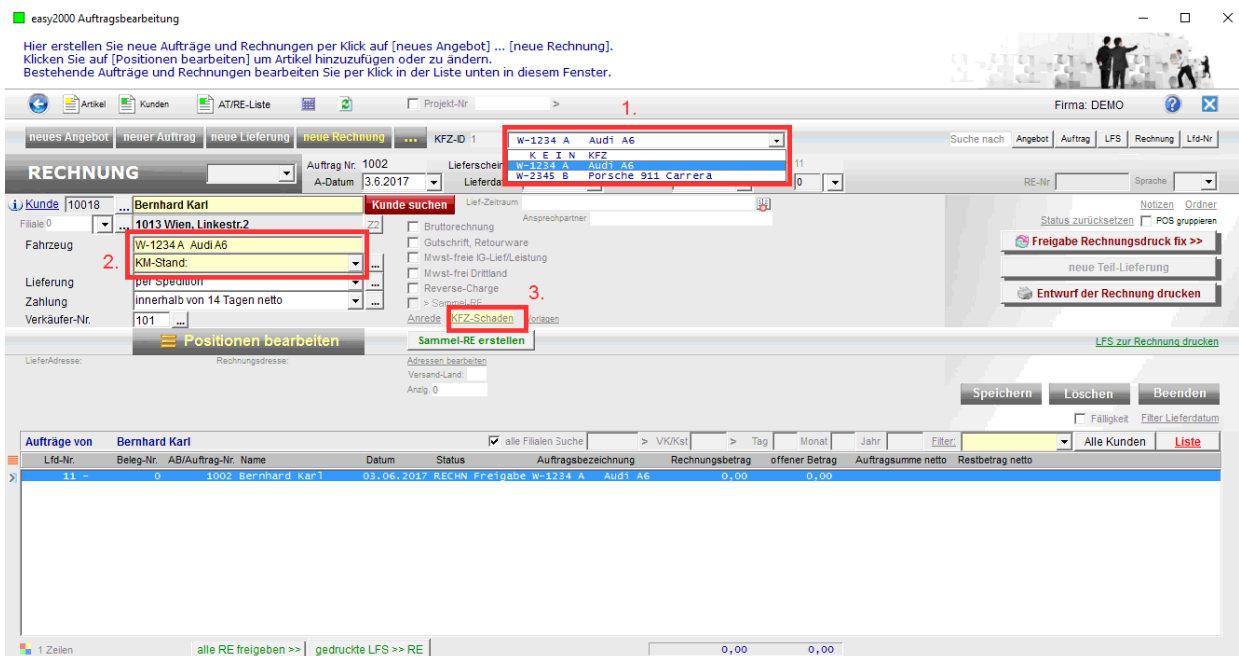 easy2000 Auftragsbearbeitung
Hier erstellen Sie neue Aufträge und Rechnungen per Klick auf [neues Angebot] ... [neue Rechnung].
Klicken Sie auf [Positionen bearbeiten] um Artikel hinzuzufügen oder zu ändern.
Bestehende Aufträge und Rechnungen bearbeiten Sie per Klick in der Liste unten in diesem Fenster.
Artikel Kunden AT/RE-Liste Projekt-Nr > 1. Firma: DEMO
neues Angebot neuer Auftrag neue Lieferung neue Rechnung ... KFZ-ID 1 W-1234 A Audi A6 Suche nach Angebot Auftrag LFS Rechnung Lfd-Nr
K E I N KFZ
RECHNUNG Auftrag Nr. 1002 Lieferschein W-1234 A Audi A6 11
A-Datum 3.6.2017 Lieferda W-2345 B Porsche 911 Carrera 0 RE-Nr Sprache
Kunde 10018 ... Bernhard Karl Kunde suchen Lief-Zeitraum Notizen Ordner
Filiale 0 ... 1013 Wien, Linkestr.2 Z2 Ansprechpartner Status zurücksetzen POS gruppieren
Bruttorechnung
Fahrzeug W-1234 A Audi A6 Gutschrift, Retourware Freigabe Rechnungsdruck fix >>
2. KM-Stand: ... Mwst-freie IG-Lief/Leistung
Mwst-frei Drittland neue Teil-Lieferung
Lieferung per Spedition ... Reverse-Charge
Zahlung innerhalb von 14 Tagen netto ... > Sammel-RE 3. Entwurf der Rechnung drucken
Verkäufer-Nr. 101 ... Anrede KFZ-Schaden Vorlagen
Positionen bearbeiten Sammel-RE erstellen LFS zur Rechnung drucken
LieferAdresse: Rechnungsdresse: Adressen bearbeiten
Versand-Land:
Anzlg. 0 Speichern Löschen Beenden
Fälligkeit Filter Lieferdatum
Aufträge von Bernhard Karl alle Filialen Suche > VK/Kst > Tag Monat Jahr Filter: Alle Kunden Liste
Lfd-Nr. Beleg-Nr. AB/Auftrag-Nr. Name Datum Status Auftragsbezeichnung Rechnungsbetrag offener Betrag Auftragsumme netto Restbetrag netto
11 - 0 1002 Bernhard Karl 03.06.2017 RECHN Freigabe W-1234 A Audi A6 0,00 0,00
1 Zeilen alle RE freigeben >> gedruckte LFS >> RE 0,00 0,00